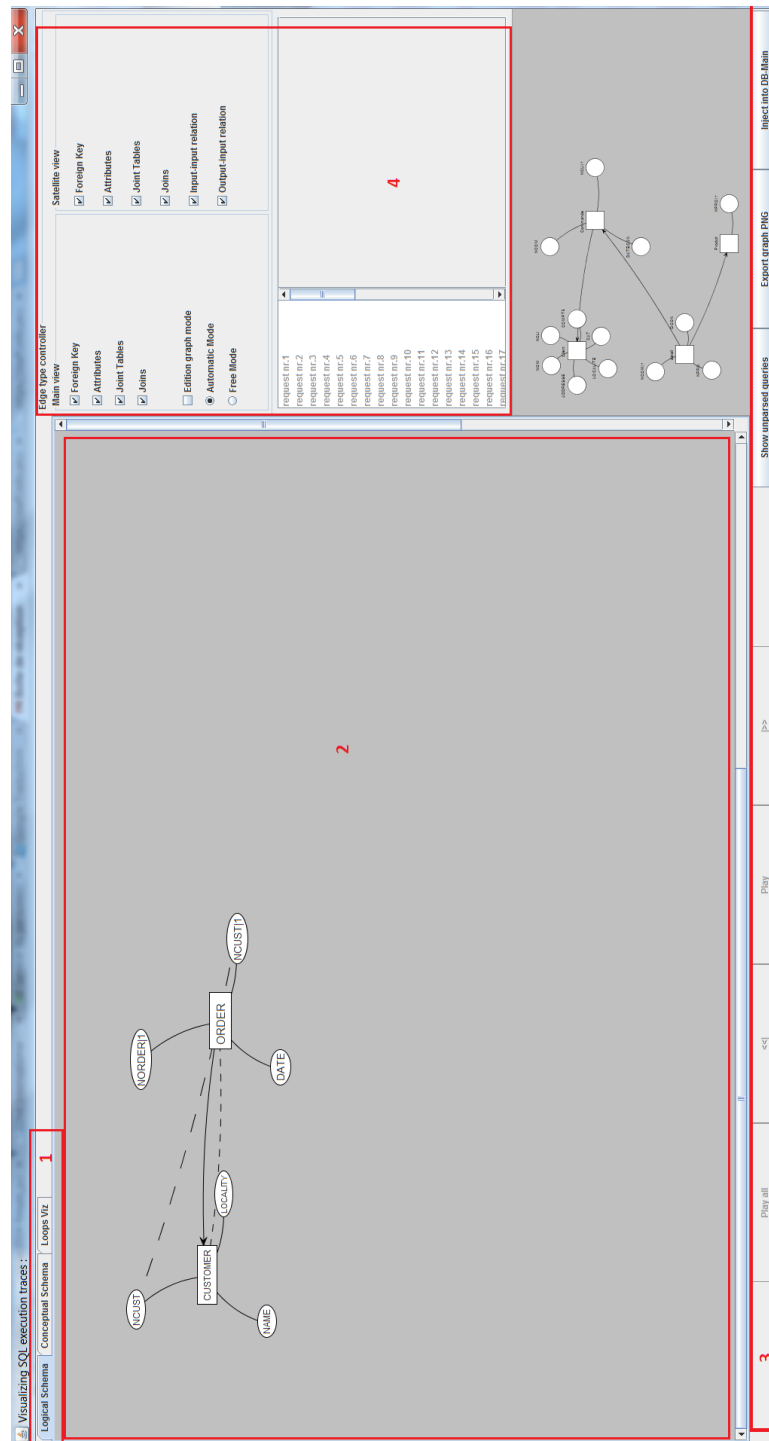 Visualizing SQL execution traces :
Logical Schema
Conceptual Schema
Loops Viz
1
2
NCUST
CUSTOMER
NAME
LOCALITY
NORDER|1
ORDER
DATE
NCUST|1
Edge type controller
Main view
Foreign Key
Attributes
Joint Tables
Joins
Edition graph mode
Automatic Mode
Free Mode
Satellite view
Foreign Key
Attributes
Joint Tables
Joins
Input-input relation
Output-input relation
4
request nr.1
request nr.2
request nr.3
request nr.4
request nr.5
request nr.6
request nr.7
request nr.8
request nr.9
request nr.10
request nr.11
request nr.12
request nr.13
request nr.14
request nr.15
request nr.16
request nr.17
3
Play all
<<|
Play
|>>
Show unparsed queries
Export graph PNG
Inject into DB-Main